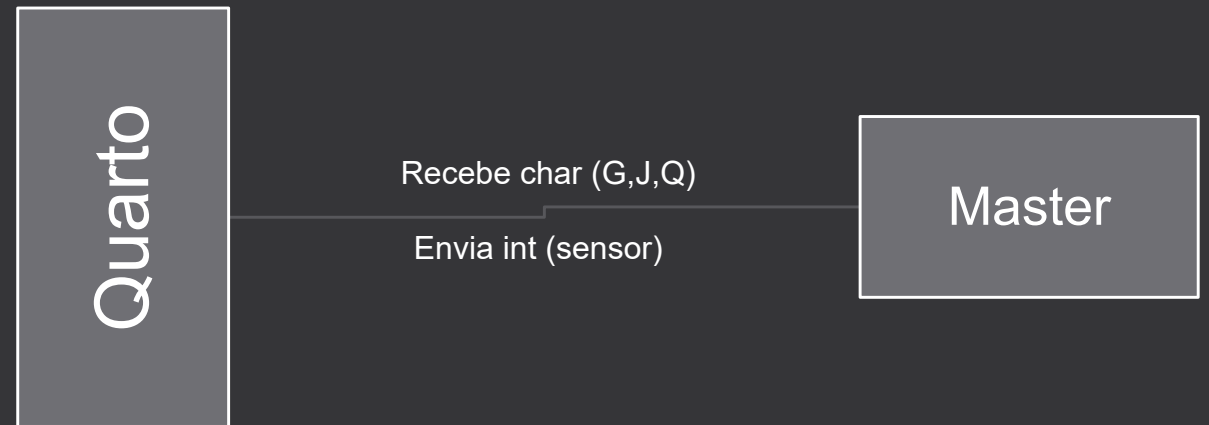 Quarto
Recebe char (G,J,Q)
Envia int (sensor)
Master